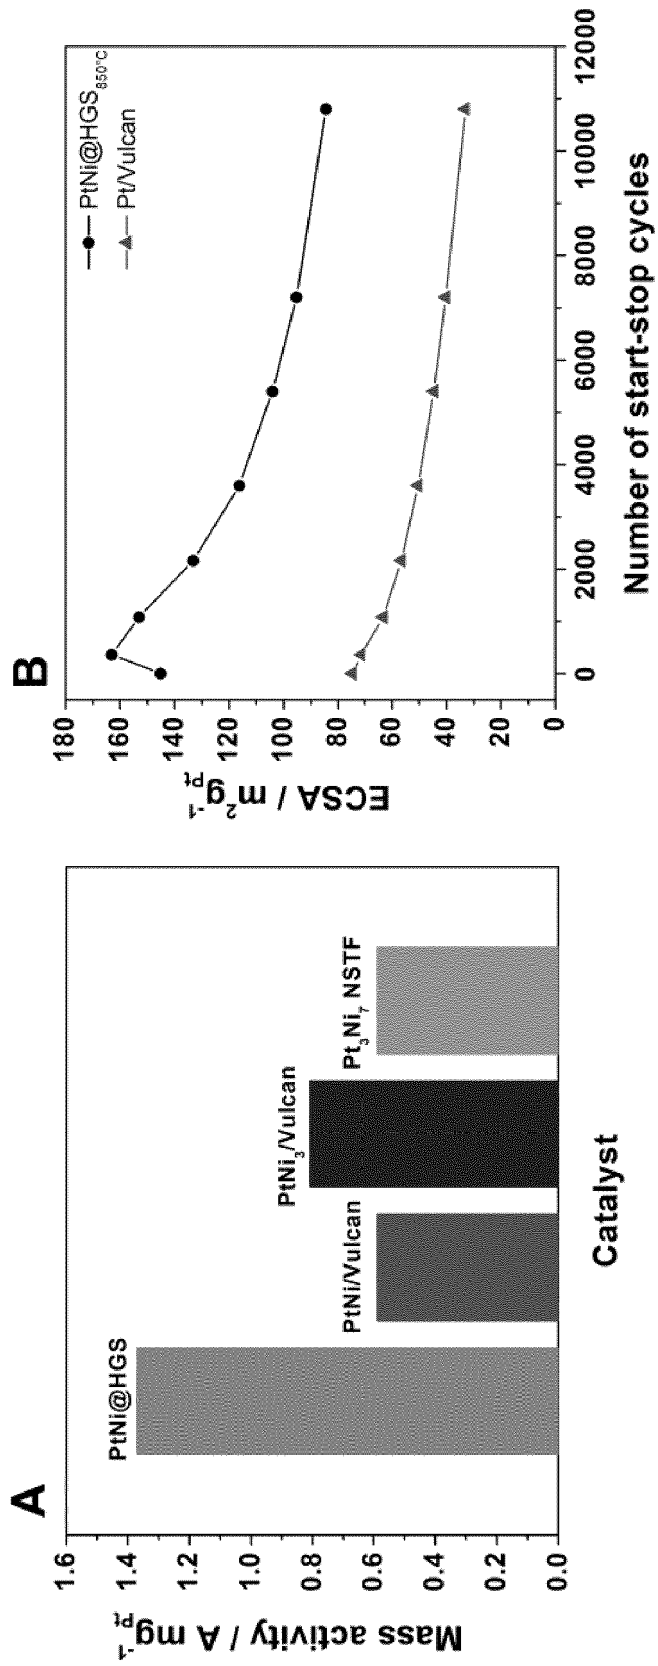 A
Mass activity / A mg⁻¹Pt
1.6
1.4
1.2
1.0
0.8
0.6
0.4
0.2
0.0
PtNi@HGS
PtNi/Vulcan
PtNi₃/Vulcan
Pt₃Ni₇ NSTF
Catalyst
B
ECSA / m²g⁻¹Pt
180
160
140
120
100
80
60
40
20
0
PtNi@HGS850°C
Pt/Vulcan
0 2000 4000 6000 8000 10000 12000
Number of start-stop cycles